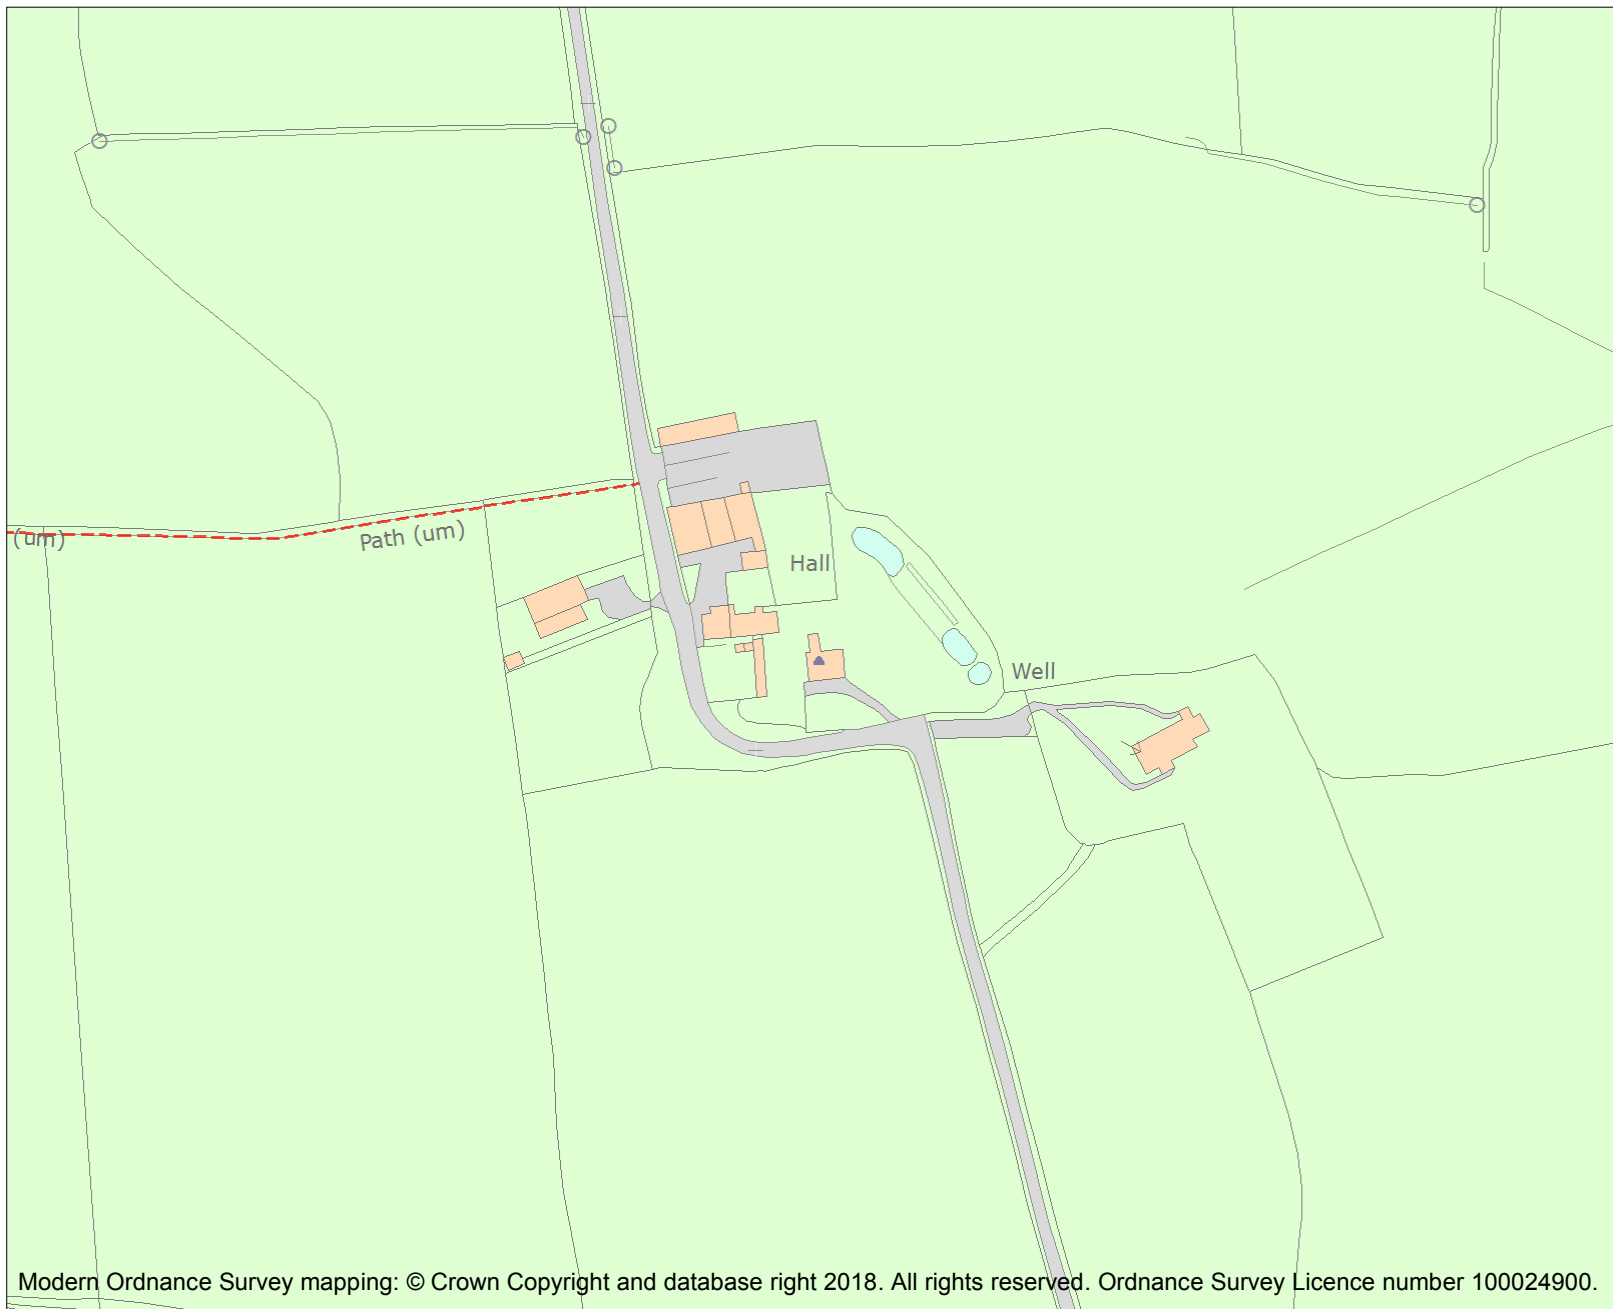 (um)
Path (um)
Hall
Well
Modern Ordnance Survey mapping: © Crown Copyright and database right 2018. All rights reserved. Ordnance Survey Licence number 100024900.